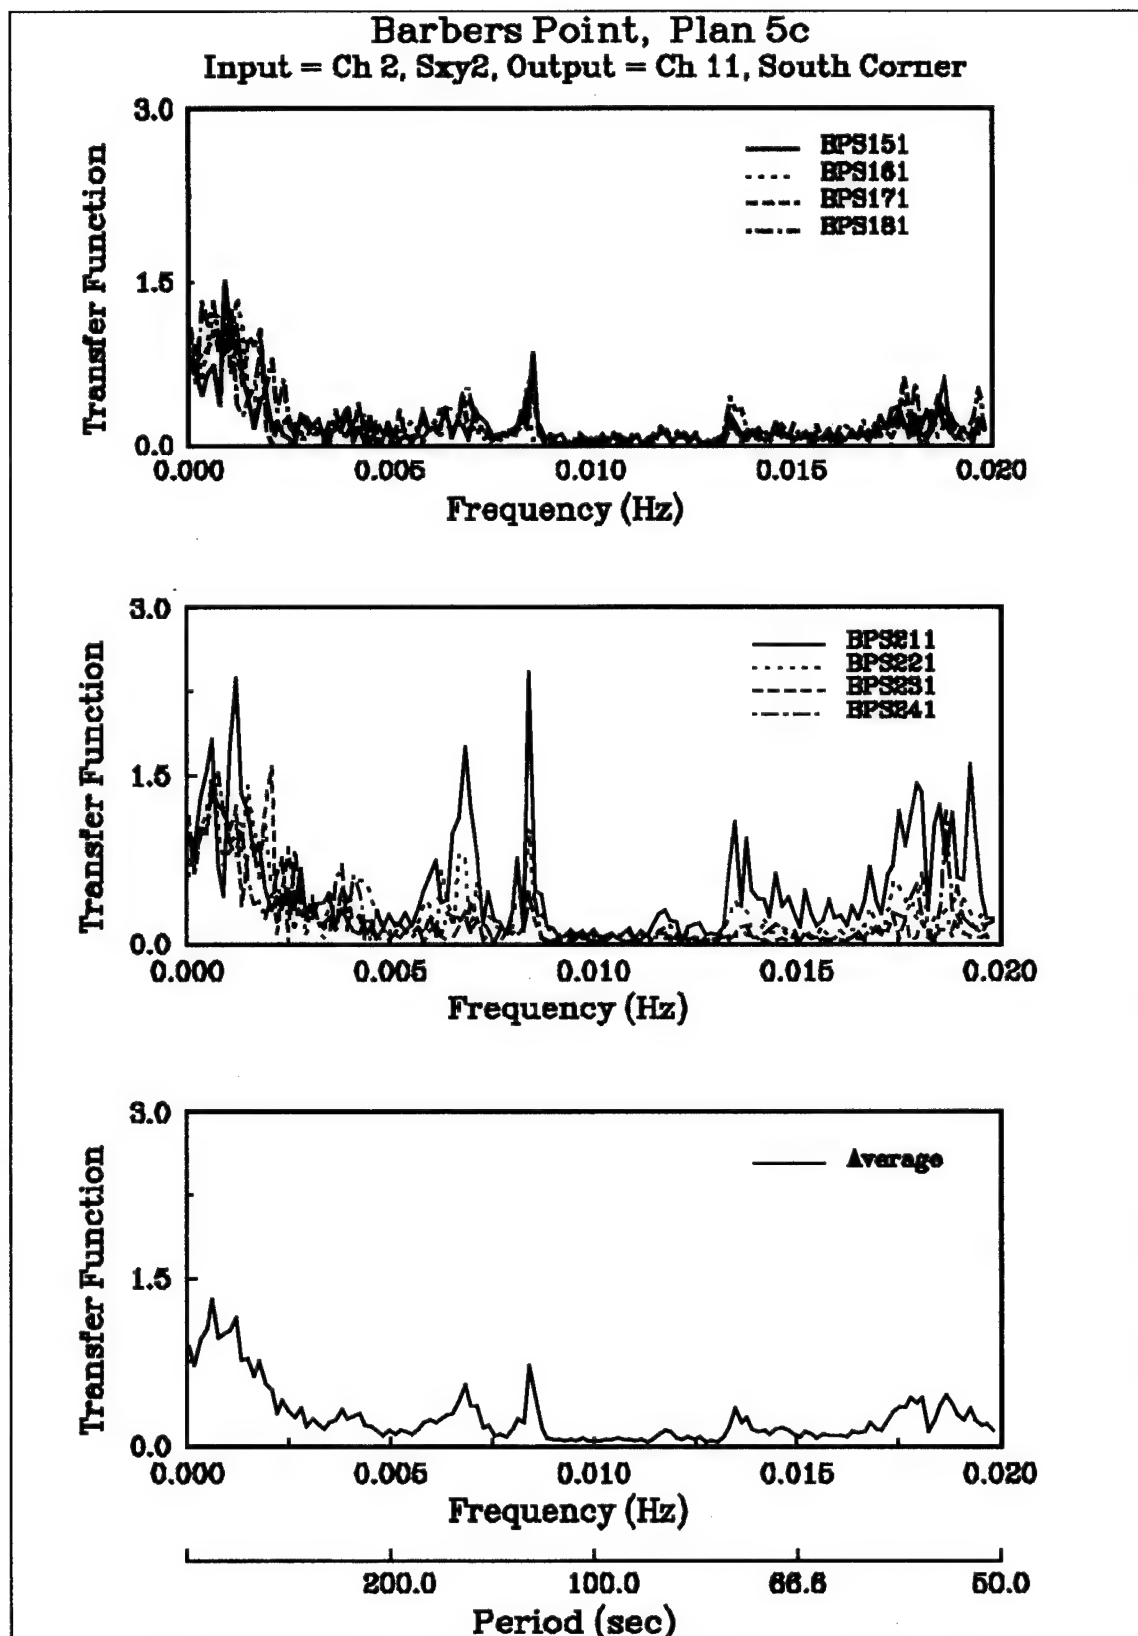 Barbers Point, Plan 5c
Input = Ch 2, Sxy2, Output = Ch 11, South Corner
3.0
BPS151
BPS161
BPS171
BPS181
Transfer Function
1.5
0.0
0.000 0.005 0.010 0.015 0.020
Frequency (Hz)
3.0
BPS211
BPS221
BPS231
BPS241
Transfer Function
1.5
0.0
0.000 0.005 0.010 0.015 0.020
Frequency (Hz)
3.0
Average
Transfer Function
1.5
0.0
0.000 0.005 0.010 0.015 0.020
Frequency (Hz)
200.0 100.0 66.6 50.0
Period (sec)